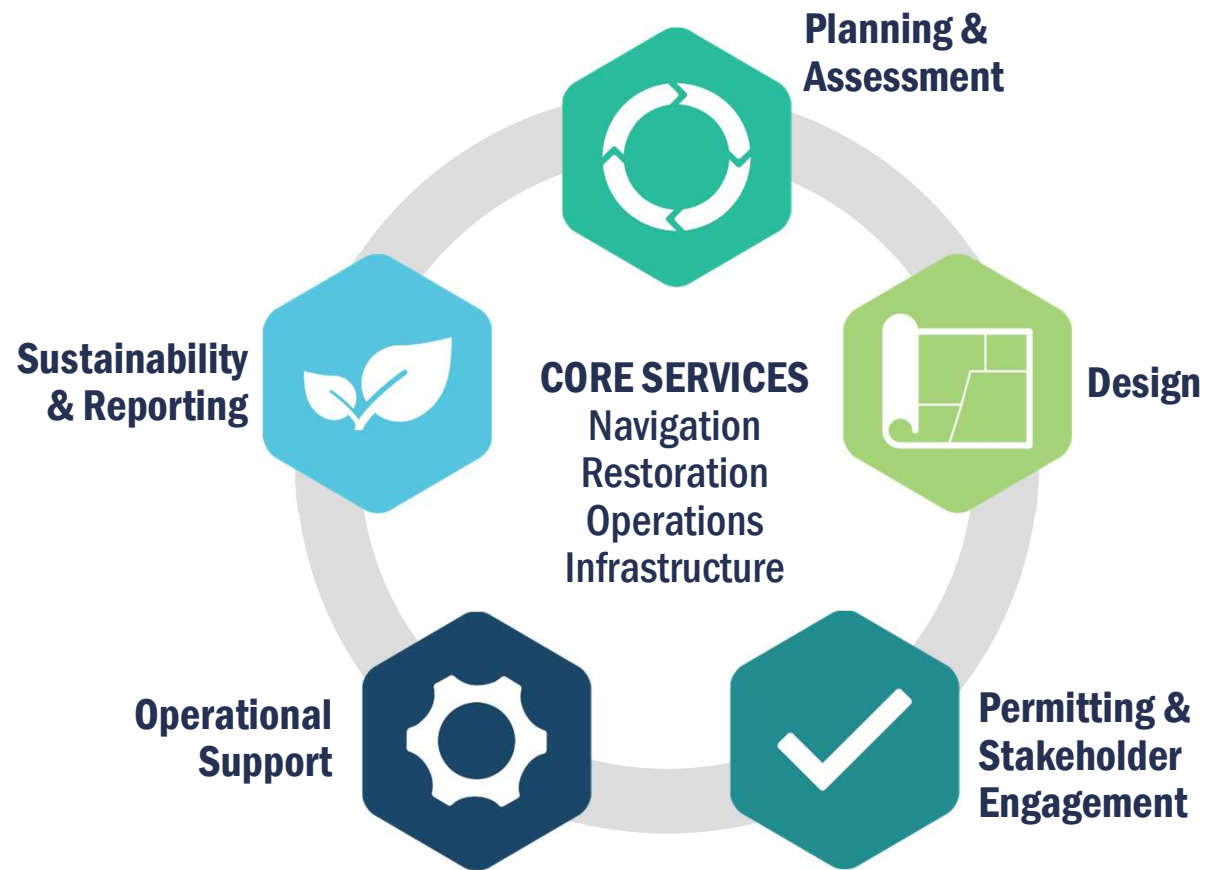 Planning &
Assessment
Design
Permitting &
Stakeholder
Engagement
Operational
Support
Sustainability
& Reporting
CORE SERVICES
Navigation
Restoration
Operations
Infrastructure